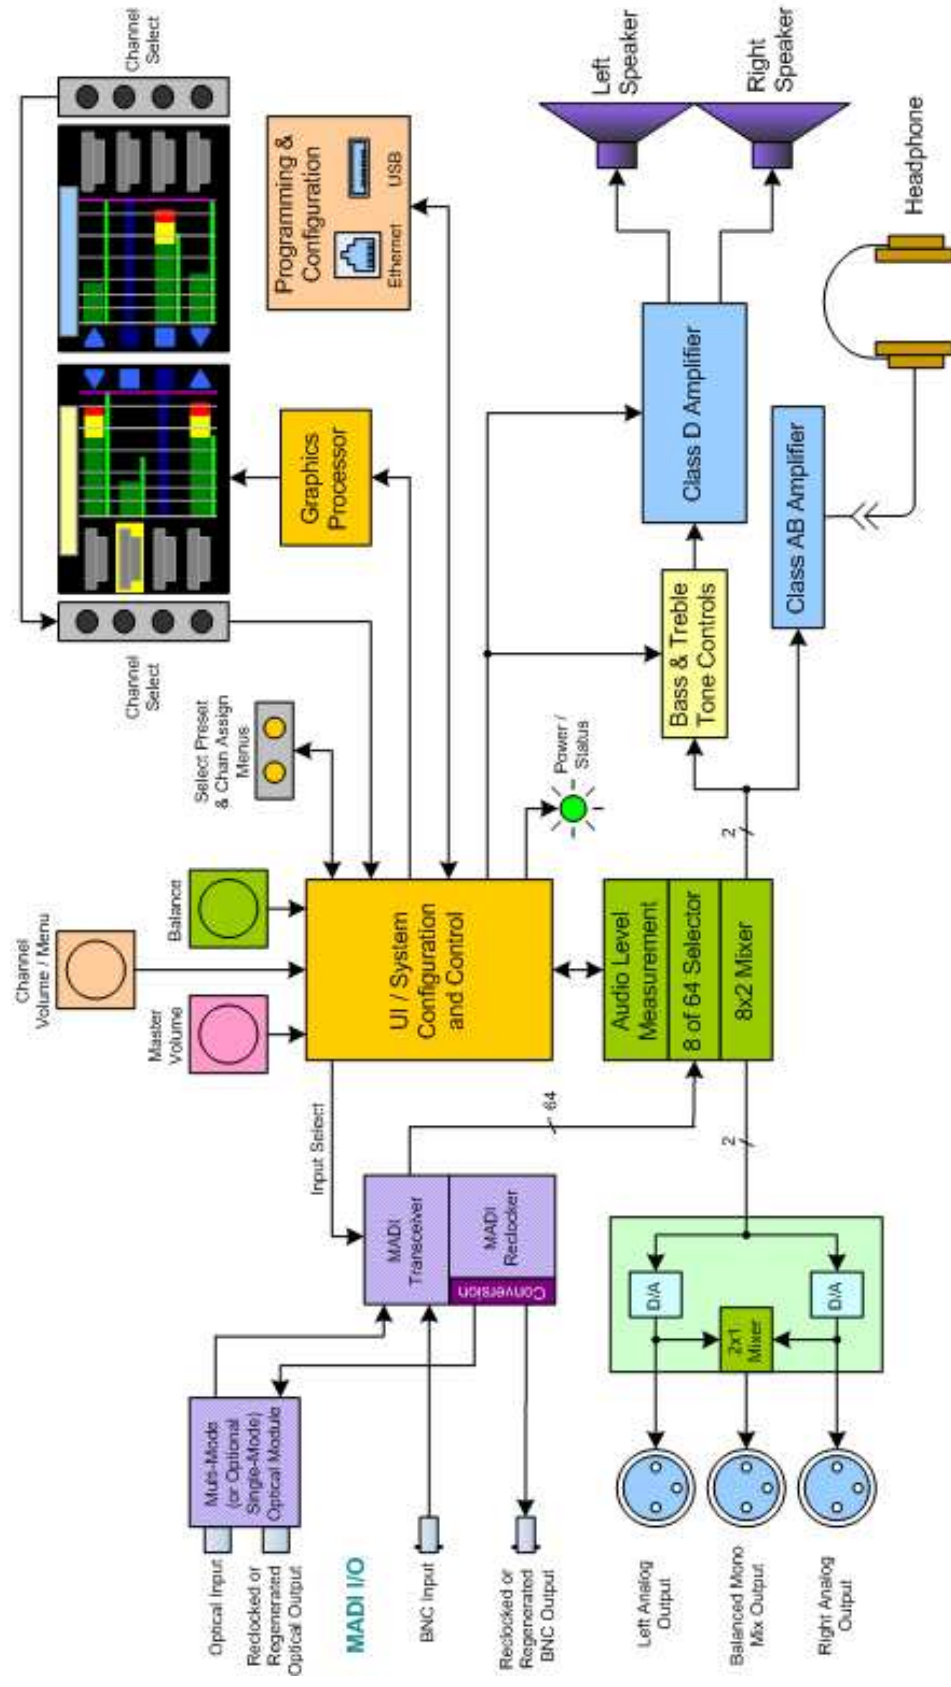 Optical Input
Reclocked or
Regenerated
Optical Output
Multi-Mode
(or Optional
Single-Mode)
Optical Module
MADI I/O
BNC Input
Reclocked or
Regenerated
BNC Output
MADI
Transceiver
MADI
Reclocker
Conversion
Input Select
64
Master
Volume
Channel
Volume / Menu
Balance
Select Preset
& Chan Assign
Menus
Channel
Select
Channel
Select
UI / System
Configuration
and Control
Graphics
Processor
Programming &
Configuration
Ethernet
USB
Power /
Status
Audio Level
Measurement
8 of 64 Selector
8x2 Mixer
2
2
Bass & Treble
Tone Controls
Class D Amplifier
Class AB Amplifier
Left
Speaker
Right
Speaker
Headphone
D/A
2x1
Mixer
D/A
Left Analog
Output
Balanced Mono
Mix Output
Right Analog
Output